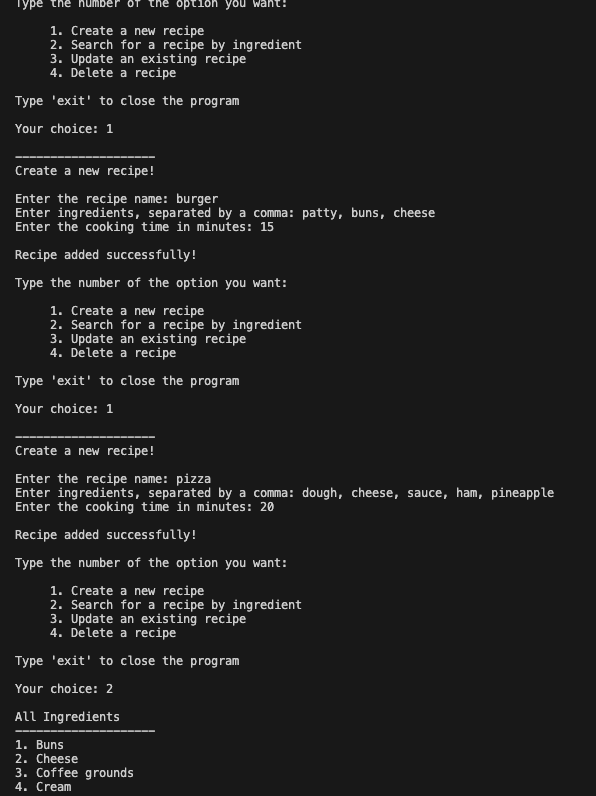 Type the number of the option you want:
1. Create a new recipe
2. Search for a recipe by ingredient
3. Update an existing recipe
4. Delete a recipe
Type 'exit' to close the program
Your choice: 1
--------------------
Create a new recipe!
Enter the recipe name: burger
Enter ingredients, separated by a comma: patty, buns, cheese
Enter the cooking time in minutes: 15
Recipe added successfully!
Type the number of the option you want:
1. Create a new recipe
2. Search for a recipe by ingredient
3. Update an existing recipe
4. Delete a recipe
Type 'exit' to close the program
Your choice: 1
--------------------
Create a new recipe!
Enter the recipe name: pizza
Enter ingredients, separated by a comma: dough, cheese, sauce, ham, pineapple
Enter the cooking time in minutes: 20
Recipe added successfully!
Type the number of the option you want:
1. Create a new recipe
2. Search for a recipe by ingredient
3. Update an existing recipe
4. Delete a recipe
Type 'exit' to close the program
Your choice: 2
All Ingredients
--------------------
1. Buns
2. Cheese
3. Coffee grounds
4. Cream